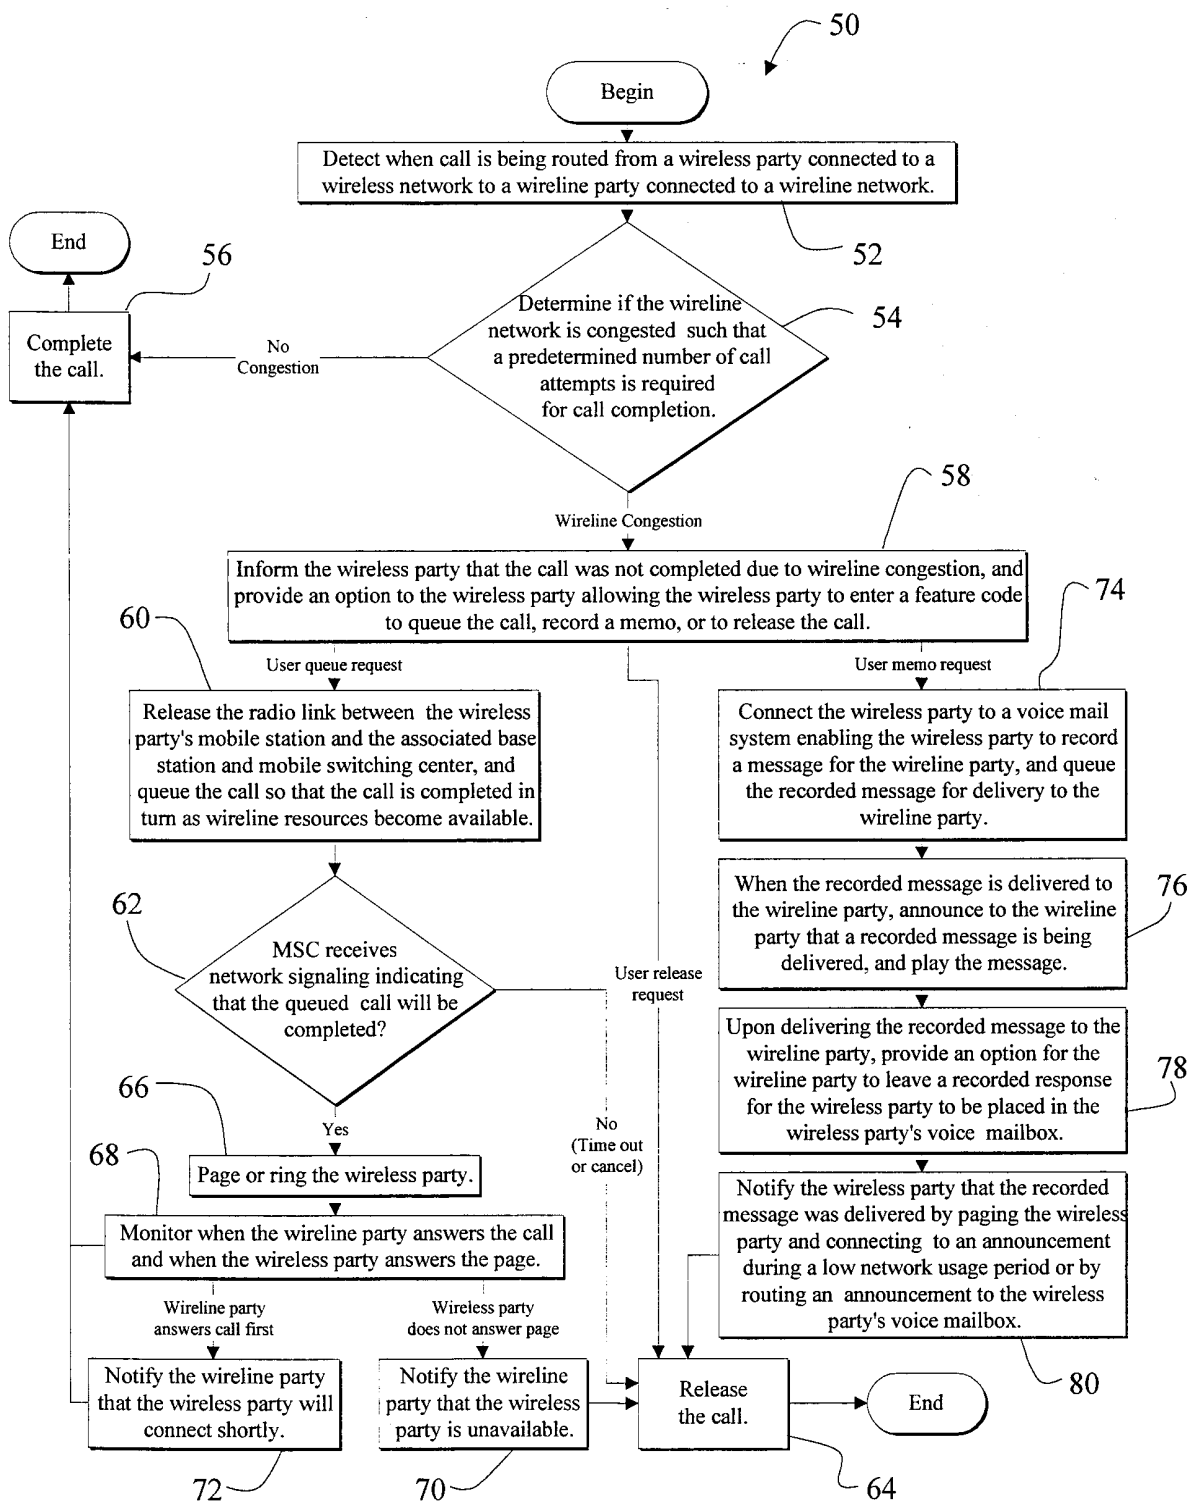 50
Begin
Detect when call is being routed from a wireless party connected to a
wireless network to a wireline party connected to a wireline network.
52
End
56
Complete
the call.
No
Congestion
Determine if the wireline
network is congested such that
a predetermined number of call
attempts is required
for call completion.
54
58
Wireline Congestion
Inform the wireless party that the call was not completed due to wireline congestion, and
provide an option to the wireless party allowing the wireless party to enter a feature code
to queue the call, record a memo, or to release the call.
60
User queue request
Release the radio link between the wireless
party's mobile station and the associated base
station and mobile switching center, and
queue the call so that the call is completed in
turn as wireline resources become available.
62
MSC receives
network signaling indicating
that the queued call will be
completed?
66
Yes
Page or ring the wireless party.
68
Monitor when the wireline party answers the call
and when the wireless party answers the page.
Wireline party
answers call first
Wireless party
does not answer page
Notify the wireline party
that the wireless party will
connect shortly.
72
Notify the wireline
party that the wireless
party is unavailable.
70
No
(Time out
or cancel)
User release
request
User memo request
74
Connect the wireless party to a voice mail
system enabling the wireless party to record
a message for the wireline party, and queue
the recorded message for delivery to the
wireline party.
76
When the recorded message is delivered to
the wireline party, announce to the wireline
party that a recorded message is being
delivered, and play the message.
78
Upon delivering the recorded message to the
wireline party, provide an option for the
wireline party to leave a recorded response
for the wireless party to be placed in the
wireless party's voice mailbox.
Notify the wireless party that the recorded
message was delivered by paging the wireless
party and connecting to an announcement
during a low network usage period or by
routing an announcement to the wireless
party's voice mailbox.
80
Release
the call.
64
End